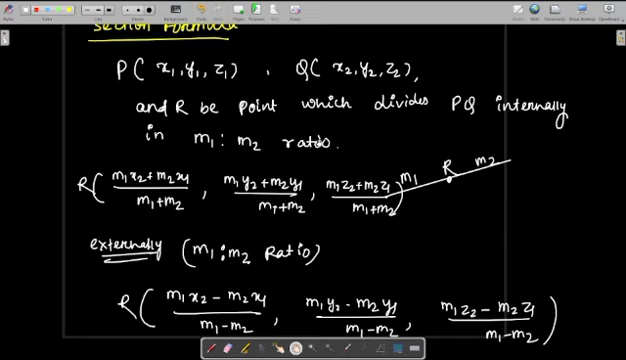 Section Formula
P( x₁, y₁, z₁) , Q( x₂, y₂, z₂),
and R be point which divides PQ internally
in m₁ : m₂ ratio.
R( (m₁x₂+m₂x₁)/(m₁+m₂) , (m₁y₂+m₂y₁)/(m₁+m₂) , (m₁z₂+m₂z₁)/(m₁+m₂) )
m₁ R m₂
externally (m₁:m₂ Ratio)
R( (m₁x₂-m₂x₁)/(m₁-m₂) , (m₁y₂-m₂y₁)/(m₁-m₂) , (m₁z₂-m₂z₁)/(m₁-m₂) )